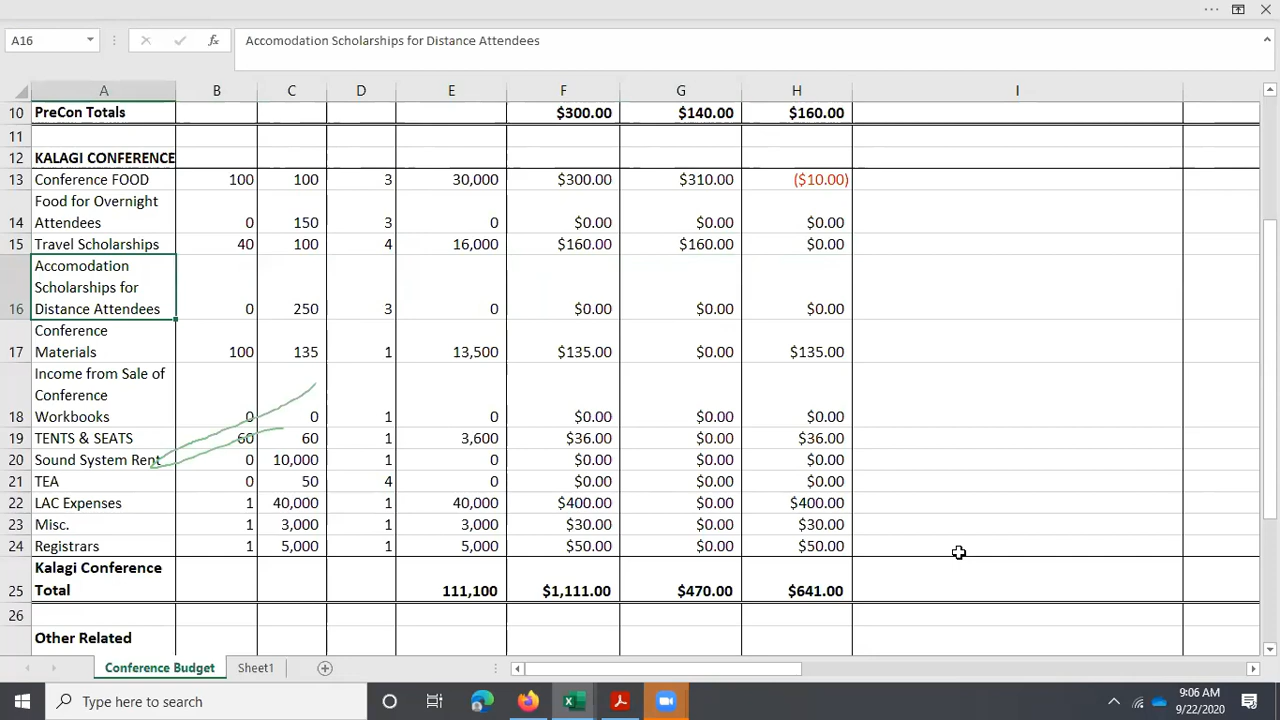 A16 fx Accomodation Scholarships for Distance Attendees
A B C D E F G H I
10 PreCon Totals $300.00 $140.00 $160.00
11
12 KALAGI CONFERENCE
13 Conference FOOD 100 100 3 30,000 $300.00 $310.00 ($10.00)
Food for Overnight
14 Attendees 0 150 3 0 $0.00 $0.00 $0.00
15 Travel Scholarships 40 100 4 16,000 $160.00 $160.00 $0.00
Accomodation
Scholarships for
16 Distance Attendees 0 250 3 0 $0.00 $0.00 $0.00
Conference
17 Materials 100 135 1 13,500 $135.00 $0.00 $135.00
Income from Sale of
Conference
18 Workbooks 0 0 1 0 $0.00 $0.00 $0.00
19 TENTS & SEATS 60 60 1 3,600 $36.00 $0.00 $36.00
20 Sound System Rent 0 10,000 1 0 $0.00 $0.00 $0.00
21 TEA 0 50 4 0 $0.00 $0.00 $0.00
22 LAC Expenses 1 40,000 1 40,000 $400.00 $0.00 $400.00
23 Misc. 1 3,000 1 3,000 $30.00 $0.00 $30.00
24 Registrars 1 5,000 1 5,000 $50.00 $0.00 $50.00
Kalagi Conference
25 Total 111,100 $1,111.00 $470.00 $641.00
26
Other Related
Conference Budget Sheet1
Type here to search 9:06 AM
9/22/2020